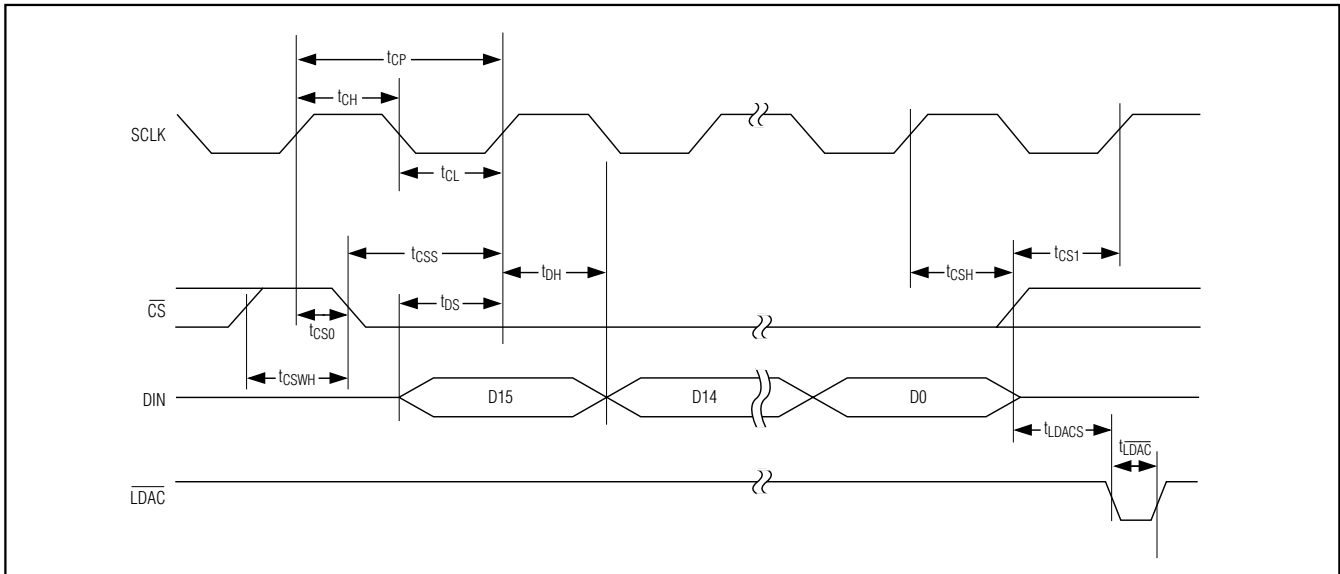 tCP
tCH
SCLK
tCL
tCSS
tDH
tCSH
tCS1
tDS
CS
tCS0
tCSWH
DIN
D15
D14
D0
tLDACS
tLDAC
LDAC